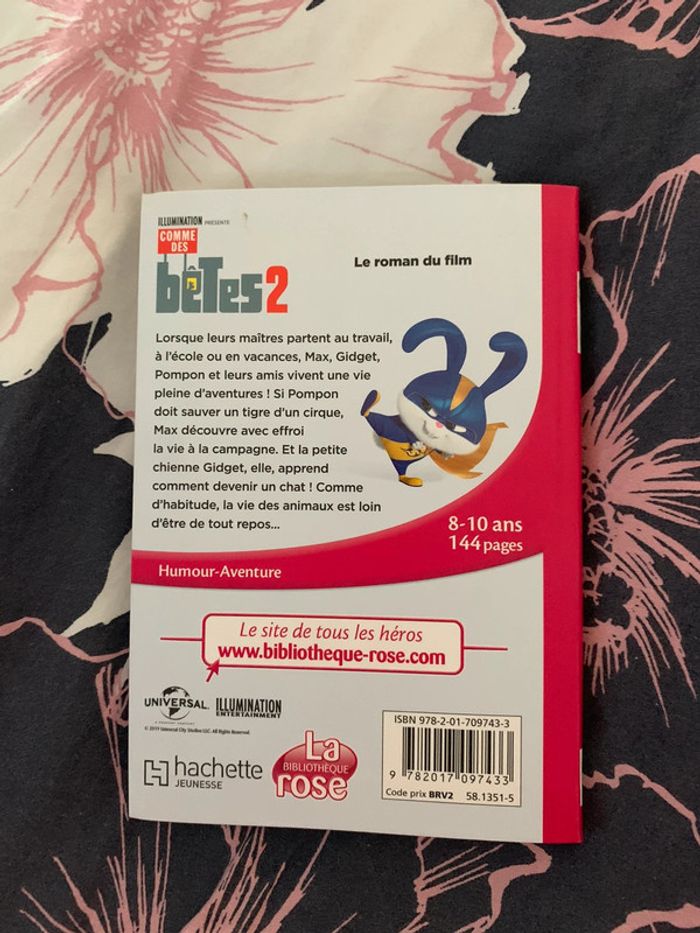 ILLUMINATION PRÉSENTE
COMME
DES
bêTes 2
Le roman du film
Lorsque leurs maîtres partent au travail,
à l'école ou en vacances, Max, Gidget,
Pompon et leurs amis vivent une vie
pleine d'aventures ! Si Pompon
doit sauver un tigre d'un cirque,
Max découvre avec effroi
la vie à la campagne. Et la petite
chienne Gidget, elle, apprend
comment devenir un chat ! Comme
d'habitude, la vie des animaux est loin
d'être de tout repos...
8-10 ans
144 pages
Humour-Aventure
Le site de tous les héros
www.bibliotheque-rose.com
UNIVERSAL
ILLUMINATION
ENTERTAINMENT
© 2019 Universal City Studios LLC. All Rights Reserved.
hachette
JEUNESSE
La
BIBLIOTHÈQUE
rose
ISBN 978-2-01-709743-3
9 782017 097433
Code prix BRV2 58.1351-5